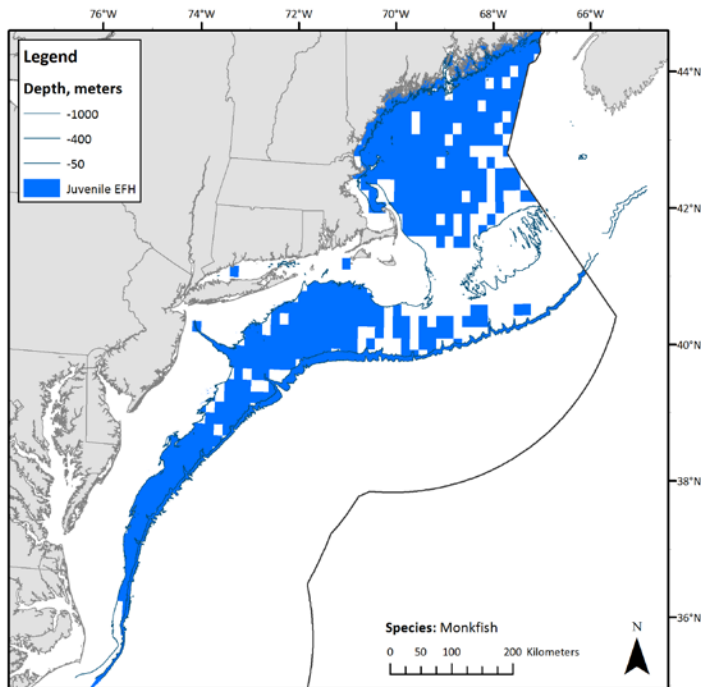 76°W 72°W 70°W 68°W 66°W
Legend
Depth, meters
-1000
-400
-50
Juvenile EFH
44°N
42°N
40°N
38°N
36°N
Species: Monkfish
0 50 100 200 Kilometers
N